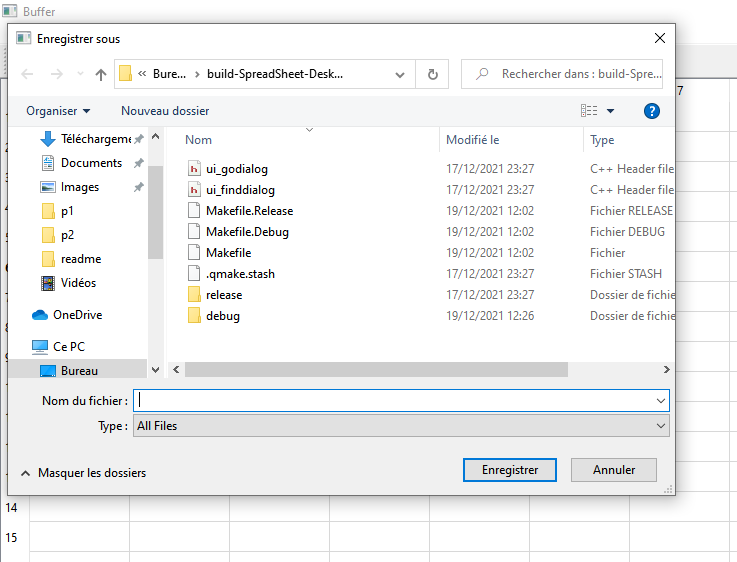 Buffer
Enregistrer sous
« Bure... > build-SpreadSheet-Desk...
Rechercher dans : build-Spre...
7
Organiser
Nouveau dossier
?
Nom
Modifié le
Type
Téléchargeme
Documents
Images
p1
p2
readme
Vidéos
OneDrive
Ce PC
Bureau
ui_godialog 17/12/2021 23:27 C++ Header file
ui_finddialog 17/12/2021 23:27 C++ Header file
Makefile.Release 19/12/2021 12:02 Fichier RELEASE
Makefile.Debug 19/12/2021 12:02 Fichier DEBUG
Makefile 19/12/2021 12:02 Fichier
.qmake.stash 17/12/2021 23:27 Fichier STASH
release 17/12/2021 23:27 Dossier de fichie
debug 19/12/2021 12:26 Dossier de fichie
Nom du fichier :
Type : All Files
Masquer les dossiers
Enregistrer
Annuler
14
15